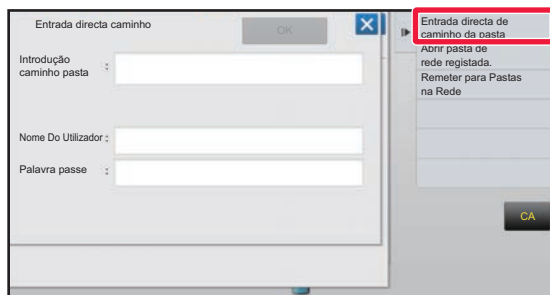 Entrada directa caminho
OK
Introdução
caminho pasta :
Nome Do Utilizador :
Palavra passe :
Entrada directa de
caminho da pasta
Abrir pasta de
rede registada.
Remeter para Pastas
na Rede
CA